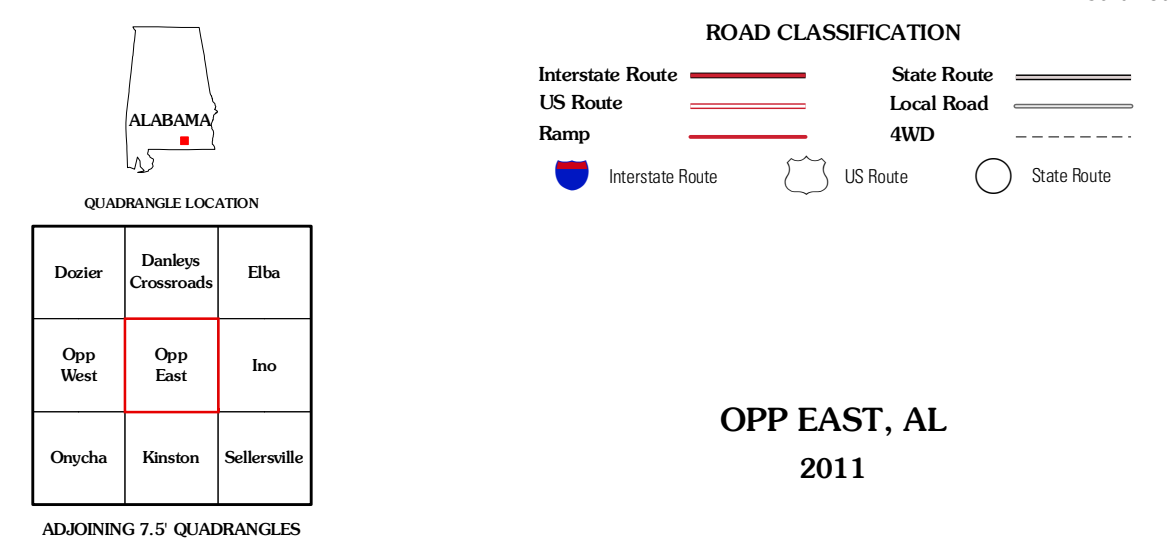 ALABAMA
QUADRANGLE LOCATION
Dozier
Danleys
Crossroads
Elba
Opp
West
Opp
East
Ino
Onycha
Kinston
Sellersville
ADJOINING 7.5' QUADRANGLES
ROAD CLASSIFICATION
Interstate Route
State Route
US Route
Local Road
Ramp
4WD
Interstate Route
US Route
State Route
OPP EAST, AL
2011